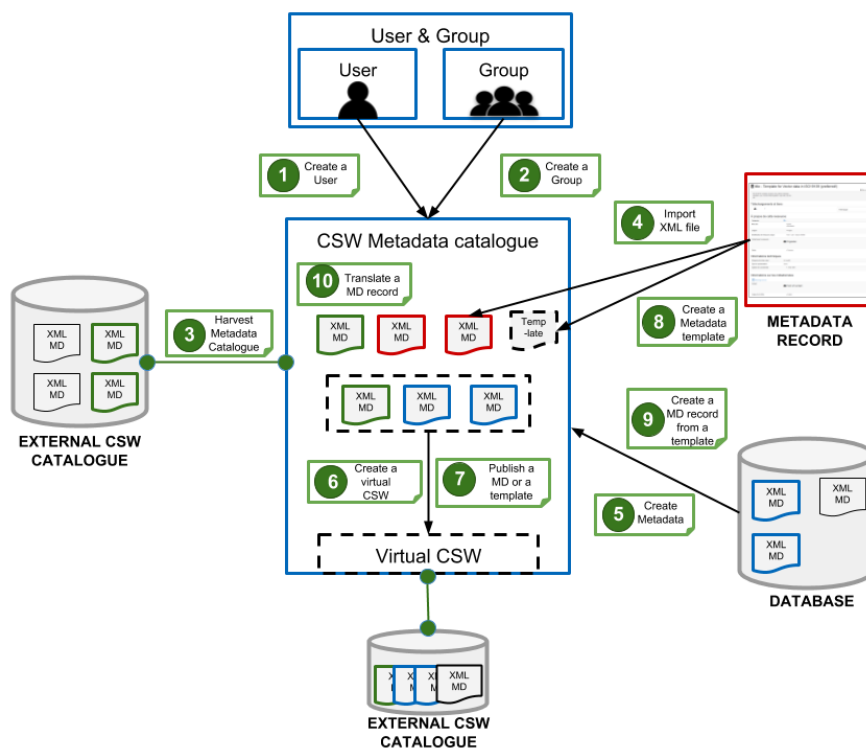 User & Group
User
Group
1
Create a
User
2
Create a
Group
4
Import
XML file
CSW Metadata catalogue
10
Translate a
MD record
3
Harvest
Metadata
Catalogue
8
Create a
Metadata
template
METADATA
RECORD
XML
MD
XML
MD
XML
MD
Temp
-late
XML
MD
XML
MD
XML
MD
XML
MD
EXTERNAL CSW
CATALOGUE
XML
MD
XML
MD
XML
MD
9
Create a
MD record
from a
template
6
Create a
virtual
CSW
7
Publish a
MD or a
template
5
Create
Metadata
XML
MD
XML
MD
XML
MD
DATABASE
Virtual CSW
XML
MD
EXTERNAL CSW
CATALOGUE